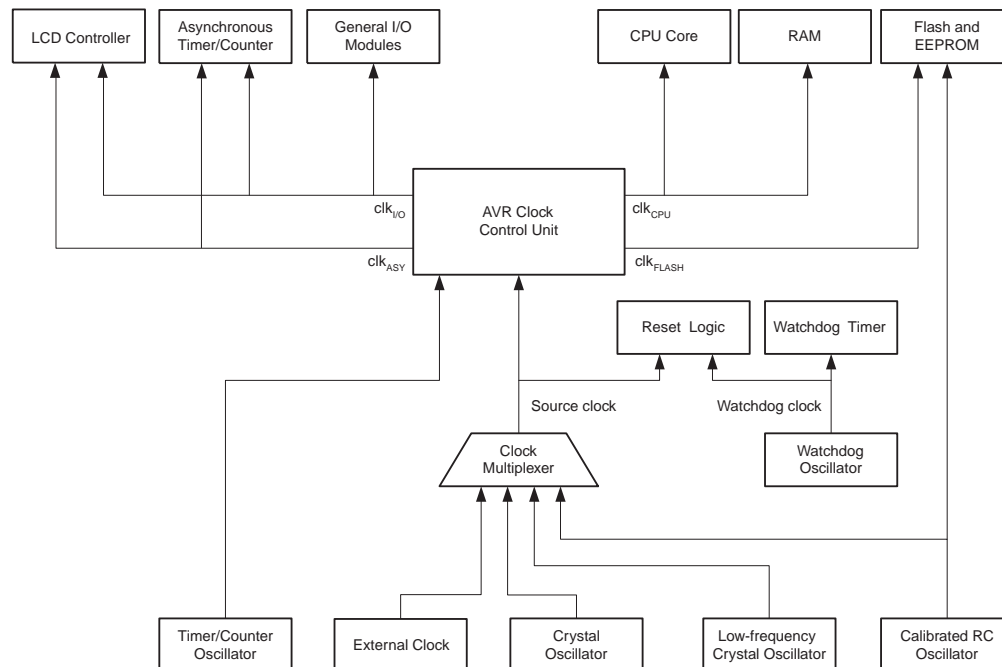 LCD Controller
Asynchronous
Timer/Counter
General I/O
Modules
CPU Core
RAM
Flash and
EEPROM
clkI/O
AVR Clock
Control Unit
clkCPU
clkASY
clkFLASH
Reset Logic
Watchdog Timer
Source clock
Watchdog clock
Clock
Multiplexer
Watchdog
Oscillator
Timer/Counter
Oscillator
External Clock
Crystal
Oscillator
Low-frequency
Crystal Oscillator
Calibrated RC
Oscillator